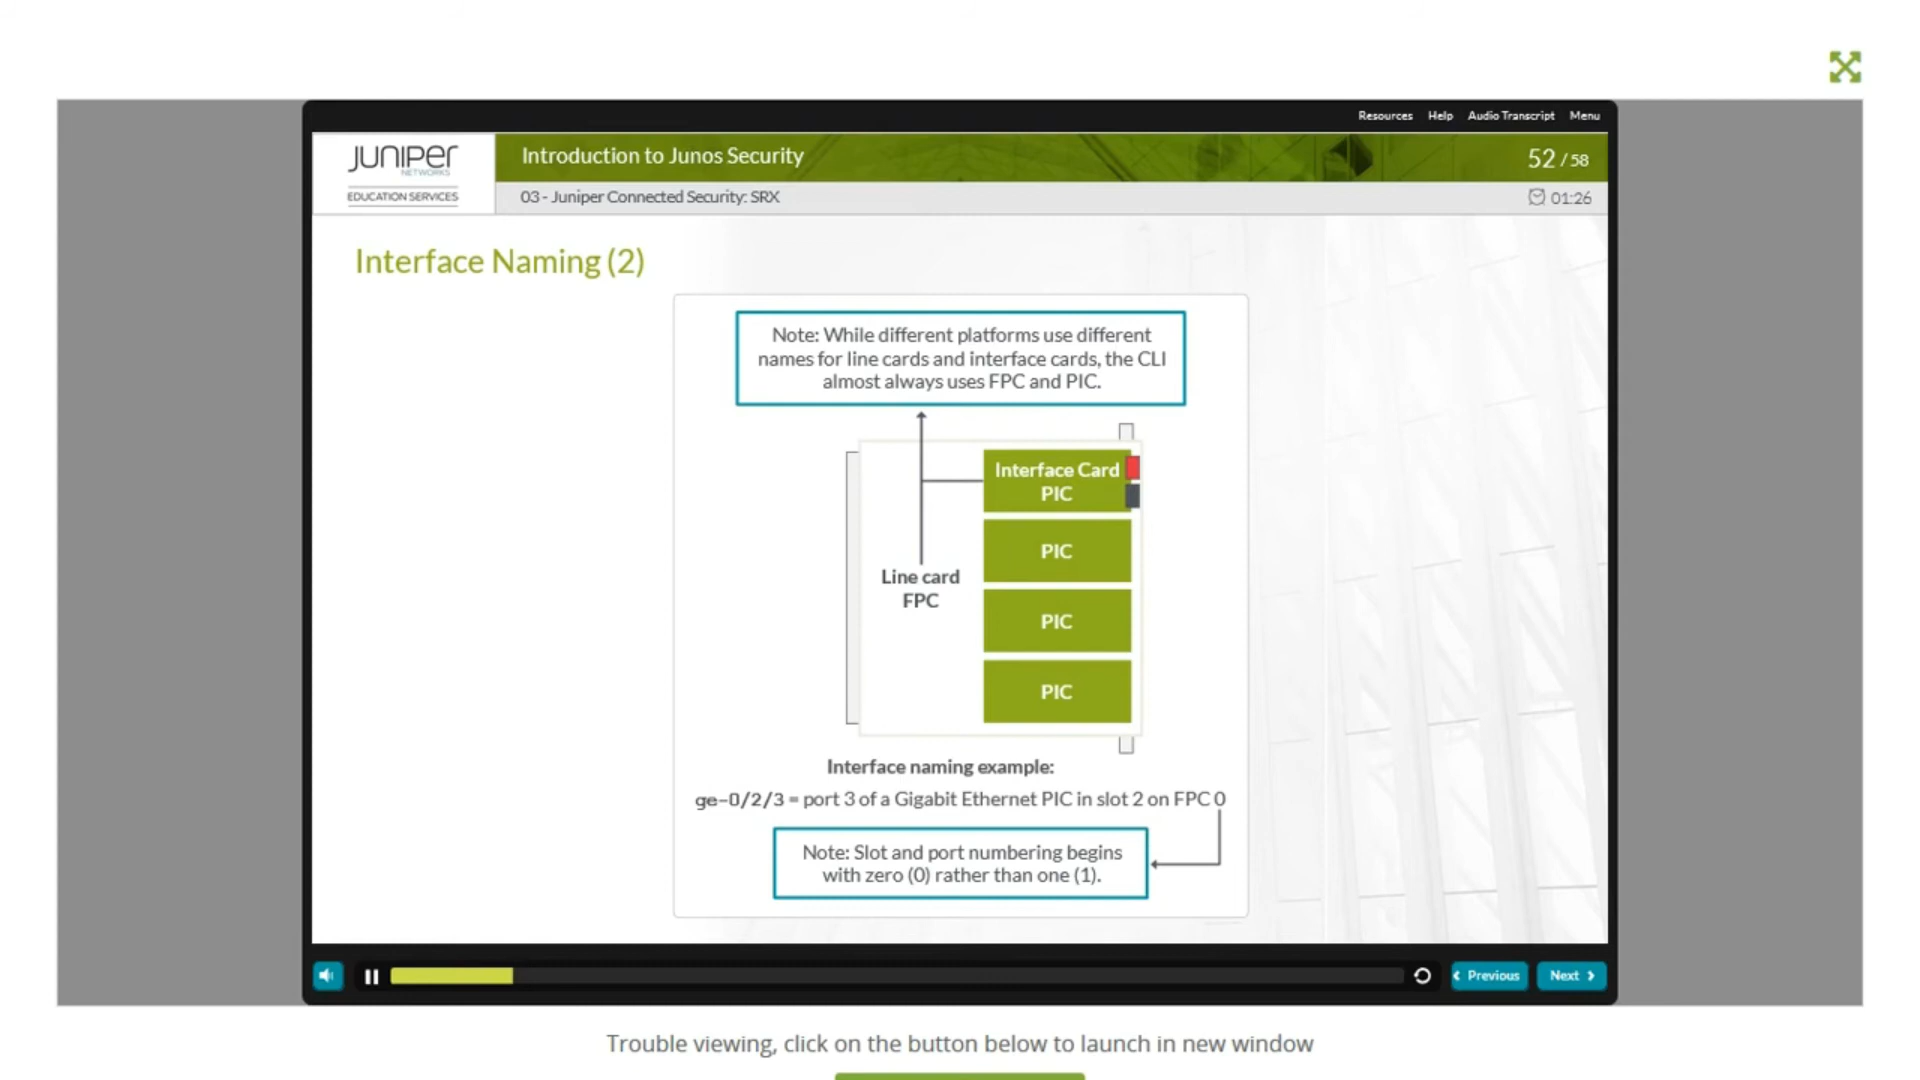 Resources Help Audio Transcript Menu
JUNIPER
NETWORKS
EDUCATION SERVICES
Introduction to Junos Security
52 / 58
03 - Juniper Connected Security: SRX
01:26
Interface Naming (2)
Note: While different platforms use different
names for line cards and interface cards, the CLI
almost always uses FPC and PIC.
Interface Card
PIC
PIC
Line card
FPC
PIC
PIC
Interface naming example:
ge-0/2/3 = port 3 of a Gigabit Ethernet PIC in slot 2 on FPC 0
Note: Slot and port numbering begins
with zero (0) rather than one (1).
Previous
Next
Trouble viewing, click on the button below to launch in new window